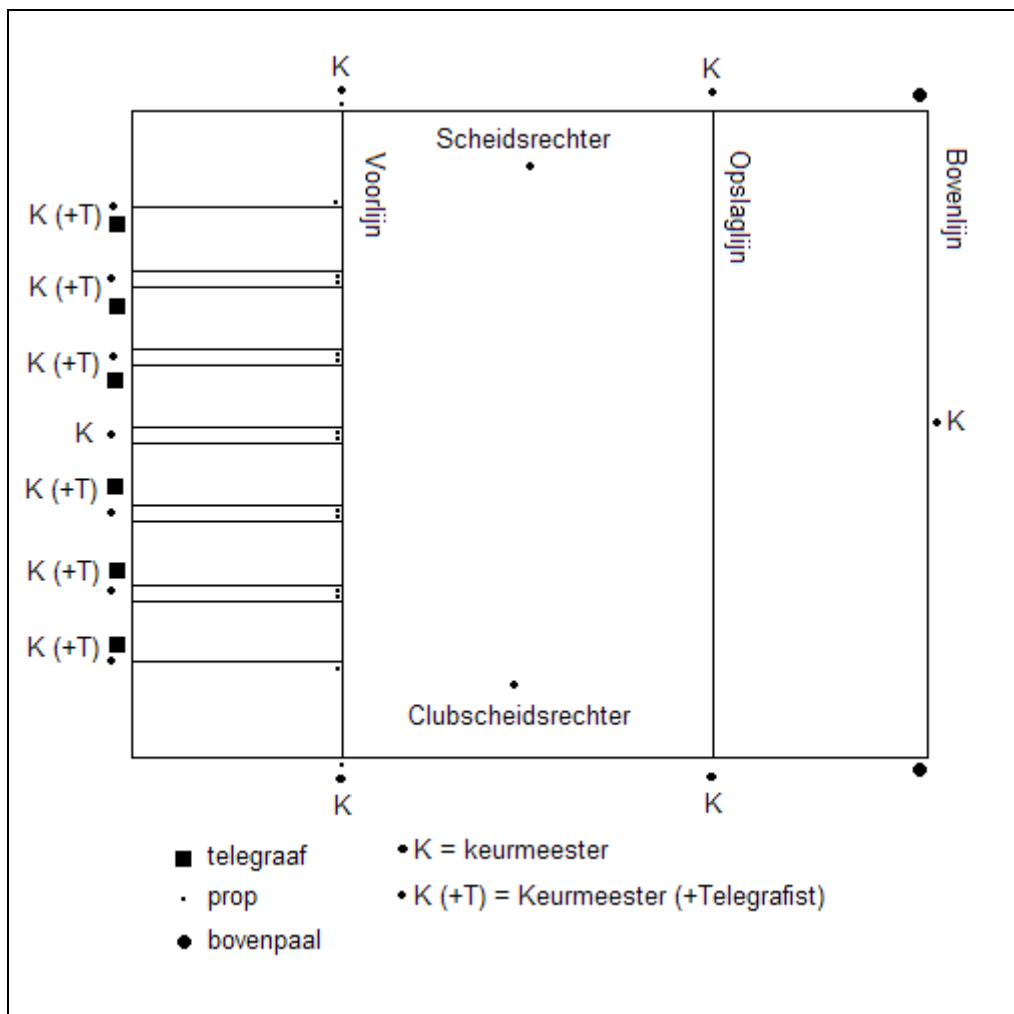 K
K
Scheidsrechter
Voorlijn
Opslaglijn
Bovenlijn
K (+T)
K (+T)
K (+T)
K
K
K (+T)
K (+T)
K (+T)
Clubscheidsrechter
K
K
telegraaf
K = keurmeester
prop
K (+T) = Keurmeester (+Telegrafist)
bovenpaal